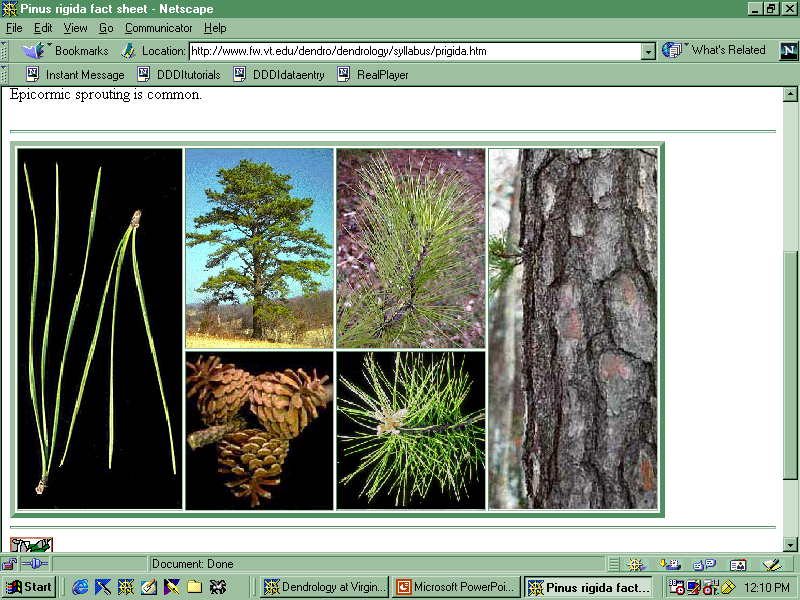 Pinus rigida fact sheet - Netscape
File Edit View Go Communicator Help
Bookmarks Location: http://www.fw.vt.edu/dendro/dendrology/syllabus/prigida.htm What's Related
Instant Message DDDItutorials DDDIdataentry RealPlayer
Epicormic sprouting is common.
Document: Done
Start Dendrology at Virgin... Microsoft PowerPoi... Pinus rigida fact... 12:10 PM